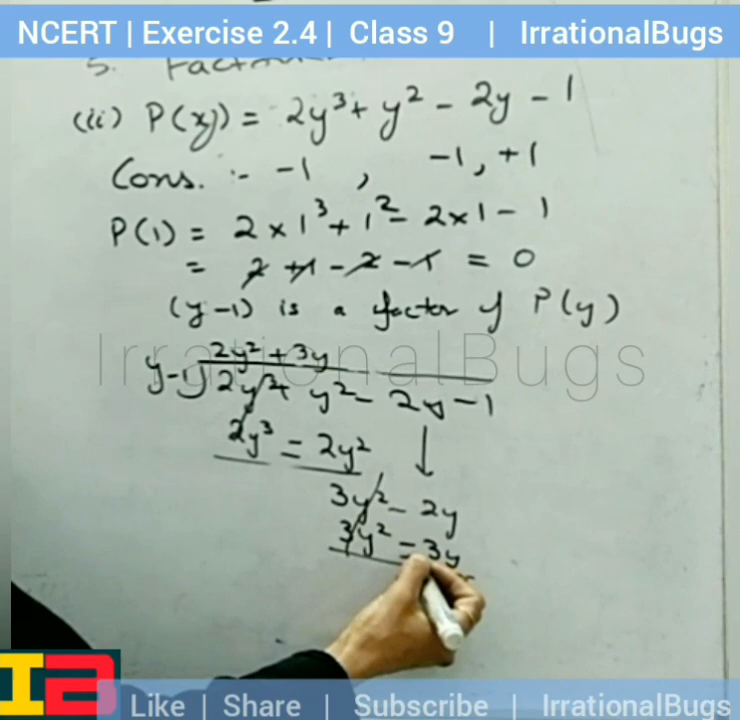 NCERT | Exercise 2.4 | Class 9 | IrrationalBugs
5.
(ii) P(y) = 2y³ + y² - 2y - 1
Cons. :- -1 , -1, +1
P(1) = 2 × 1³ + 1² - 2×1 - 1
= 2 + 1 - 2 - 1 = 0
(y-1) is a factor of P(y)
IrrationalBugs
2y² + 3y
y-1) 2y³ + y² - 2y - 1
2y³ - 2y²
3y² - 2y
3y² - 3y
IB
Like | Share | Subscribe | IrrationalBugs